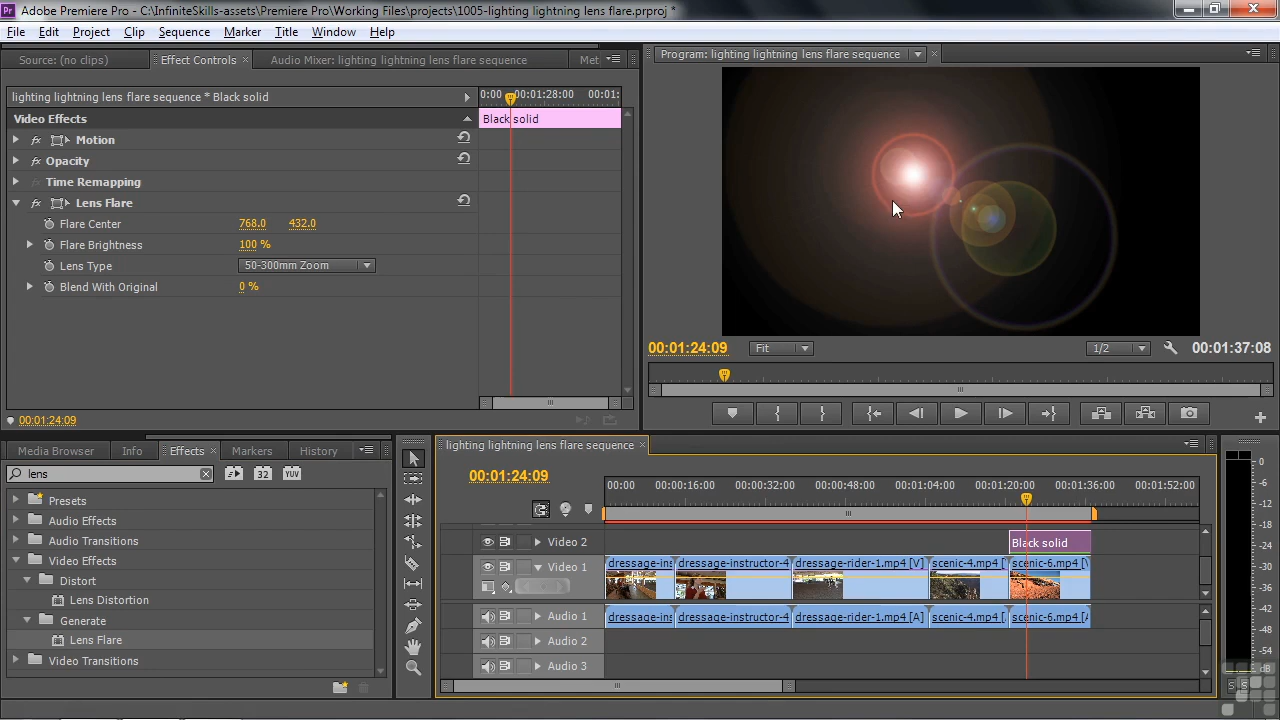 Adobe Premiere Pro - C:\InfiniteSkills-assets\Premiere Pro\Working Files\projects\1005-lighting lightning lens flare.prproj *
File Edit Project Clip Sequence Marker Title Window Help
Source: (no clips) Effect Controls Audio Mixer: lighting lightning lens flare sequence Met
Program: lighting lightning lens flare sequence
lighting lightning lens flare sequence * Black solid
0:00 00:01:28:00 00:01:
Video Effects
Black solid
Motion
Opacity
Time Remapping
Lens Flare
Flare Center 768.0 432.0
Flare Brightness 100 %
Lens Type 50-300mm Zoom
Blend With Original 0 %
00:01:24:09 Fit 1/2 00:01:37:08
00:01:24:09
Media Browser Info Effects Markers History
lens
32
YUV
Presets
Audio Effects
Audio Transitions
Video Effects
Distort
Lens Distortion
Generate
Lens Flare
Video Transitions
lighting lightning lens flare sequence
00:01:24:09
00:00 00:00:16:00 00:00:32:00 00:00:48:00 00:01:04:00 00:01:20:00 00:01:36:00 00:01:52:00
Video 2 Black solid
Video 1 dressage-ins dressage-instructor-4 dressage-rider-1.mp4 [V] scenic-4.mp4 [ scenic-6.mp4 [V
Audio 1 dressage-ins dressage-instructor-4 dressage-rider-1.mp4 [A] scenic-4.mp4 [ scenic-6.mp4 [A
Audio 2
Audio 3
0
-6
-12
-18
-24
-30
-36
-42
-48
-54
dB
S S